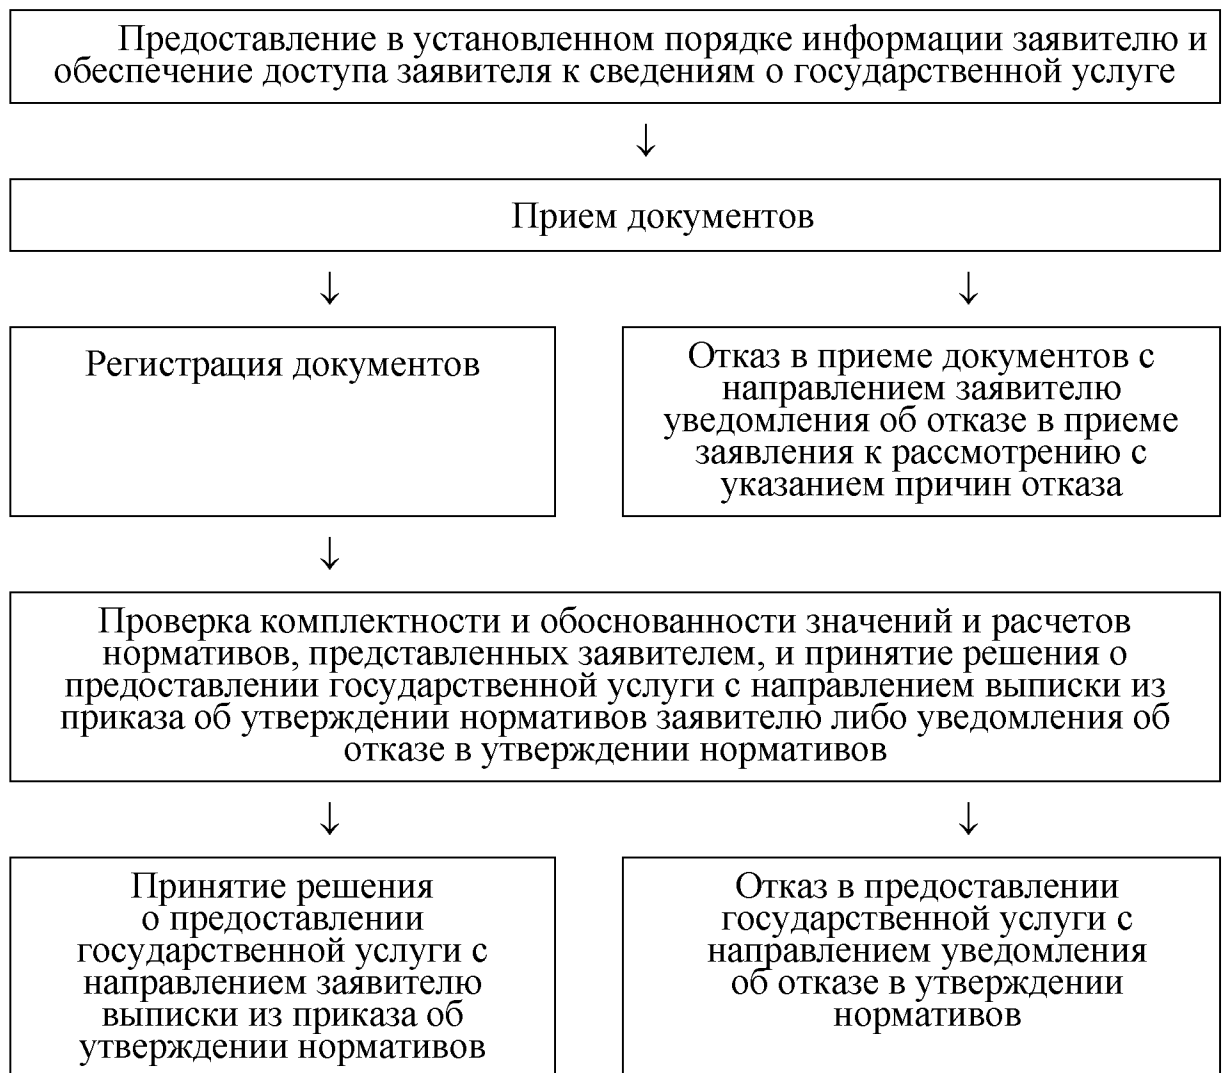 Предоставление в установленном порядке информации заявителю и
обеспечение доступа заявителя к сведениям о государственной услуге
↓
Прием документов
↓ ↓
Регистрация документов
Отказ в приеме документов с
направлением заявителю
уведомления об отказе в приеме
заявления к рассмотрению с
указанием причин отказа
↓
Проверка комплектности и обоснованности значений и расчетов
нормативов, представленных заявителем, и принятие решения о
предоставлении государственной услуги с направлением выписки из
приказа об утверждении нормативов заявителю либо уведомления об
отказе в утверждении нормативов
↓ ↓
Принятие решения
о предоставлении
государственной услуги с
направлением заявителю
выписки из приказа об
утверждении нормативов
Отказ в предоставлении
государственной услуги с
направлением уведомления
об отказе в утверждении
нормативов